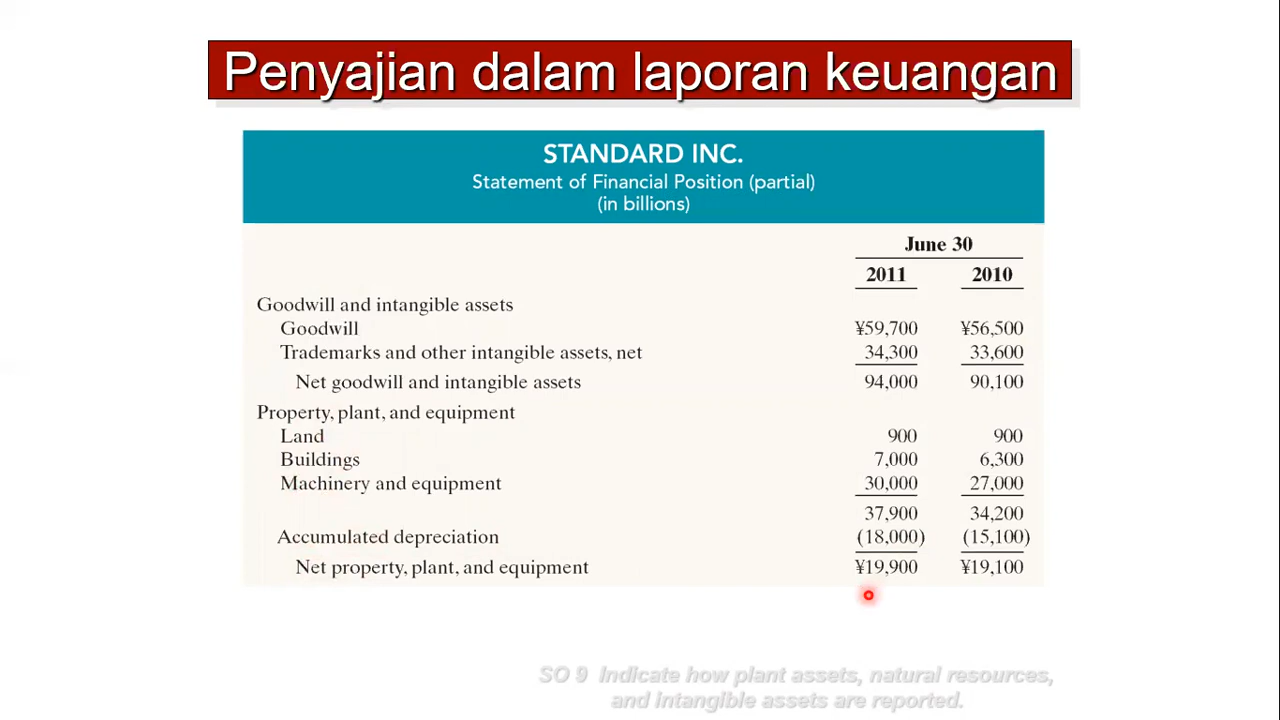 Penyajian dalam laporan keuangan
STANDARD INC.
Statement of Financial Position (partial)
(in billions)
June 30
2011 2010
Goodwill and intangible assets
Goodwill ¥59,700 ¥56,500
Trademarks and other intangible assets, net 34,300 33,600
Net goodwill and intangible assets 94,000 90,100
Property, plant, and equipment
Land 900 900
Buildings 7,000 6,300
Machinery and equipment 30,000 27,000
37,900 34,200
Accumulated depreciation (18,000) (15,100)
Net property, plant, and equipment ¥19,900 ¥19,100
SO 9 Indicate how plant assets, natural resources,
and intangible assets are reported.